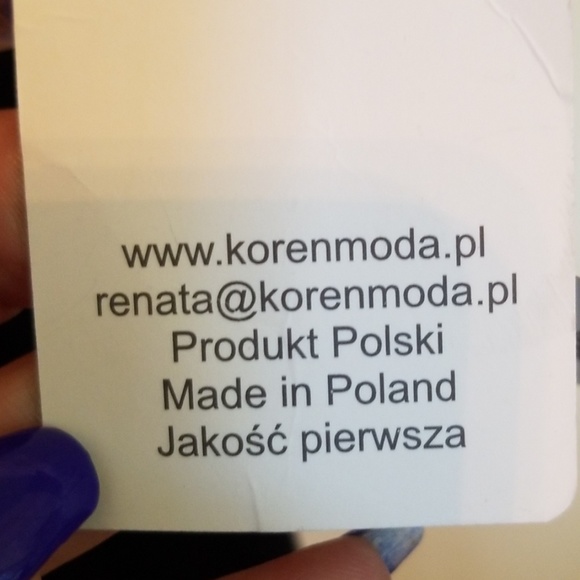 www.korenmoda.pl
renata@korenmoda.pl
Produkt Polski
Made in Poland
Jakość pierwsza